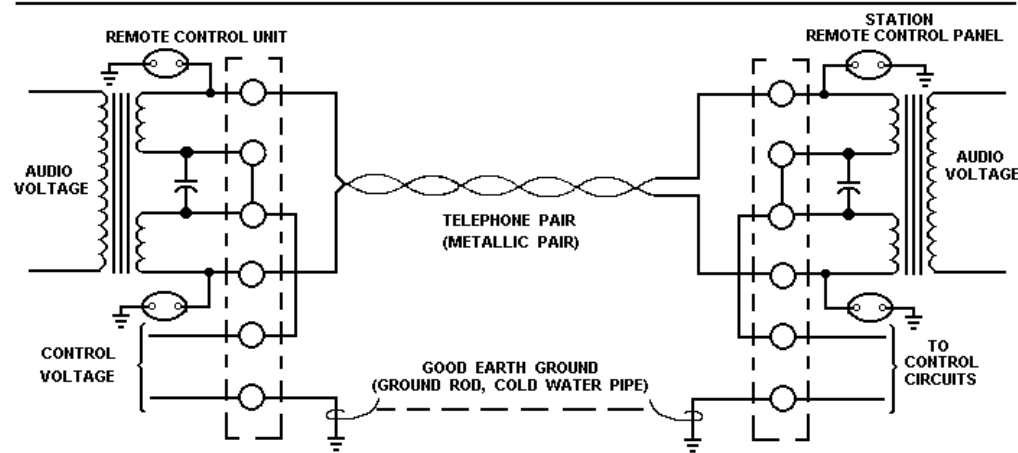 REMOTE CONTROL UNIT
STATION
REMOTE CONTROL PANEL
AUDIO
VOLTAGE
AUDIO
VOLTAGE
TELEPHONE PAIR
(METALLIC PAIR)
CONTROL
VOLTAGE
GOOD EARTH GROUND
(GROUND ROD, COLD WATER PIPE)
TO
CONTROL
CIRCUITS